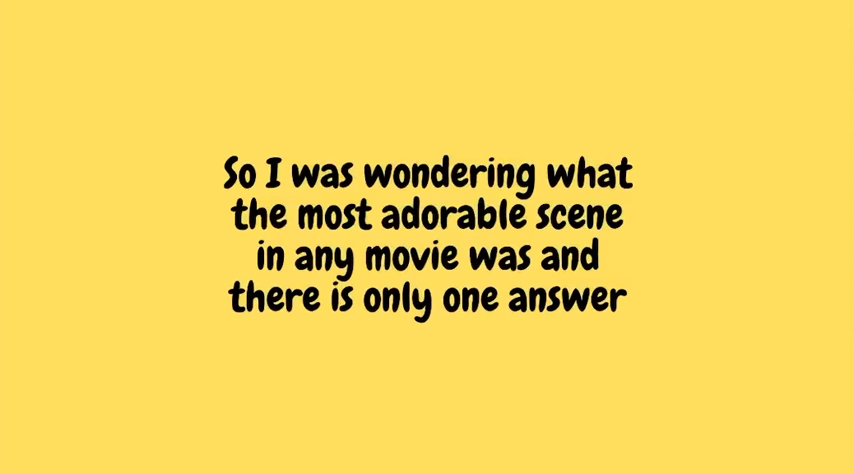 So I was wondering what
the most adorable scene
in any movie was and
there is only one answer